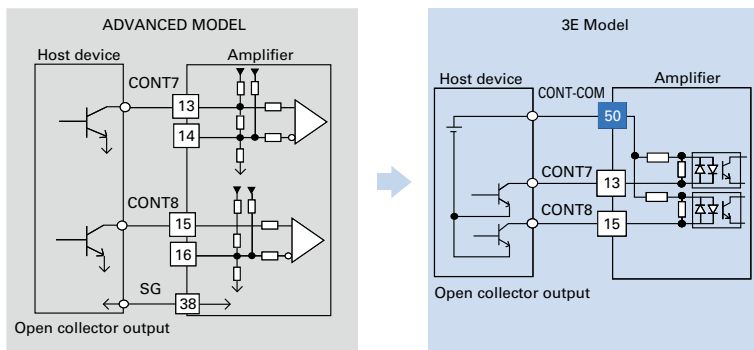 ADVANCED MODEL
Host device
Amplifier
CONT7
13
14
CONT8
15
16
SG
38
Open collector output
3E Model
Host device
Amplifier
CONT-COM
50
CONT7
13
CONT8
15
Open collector output